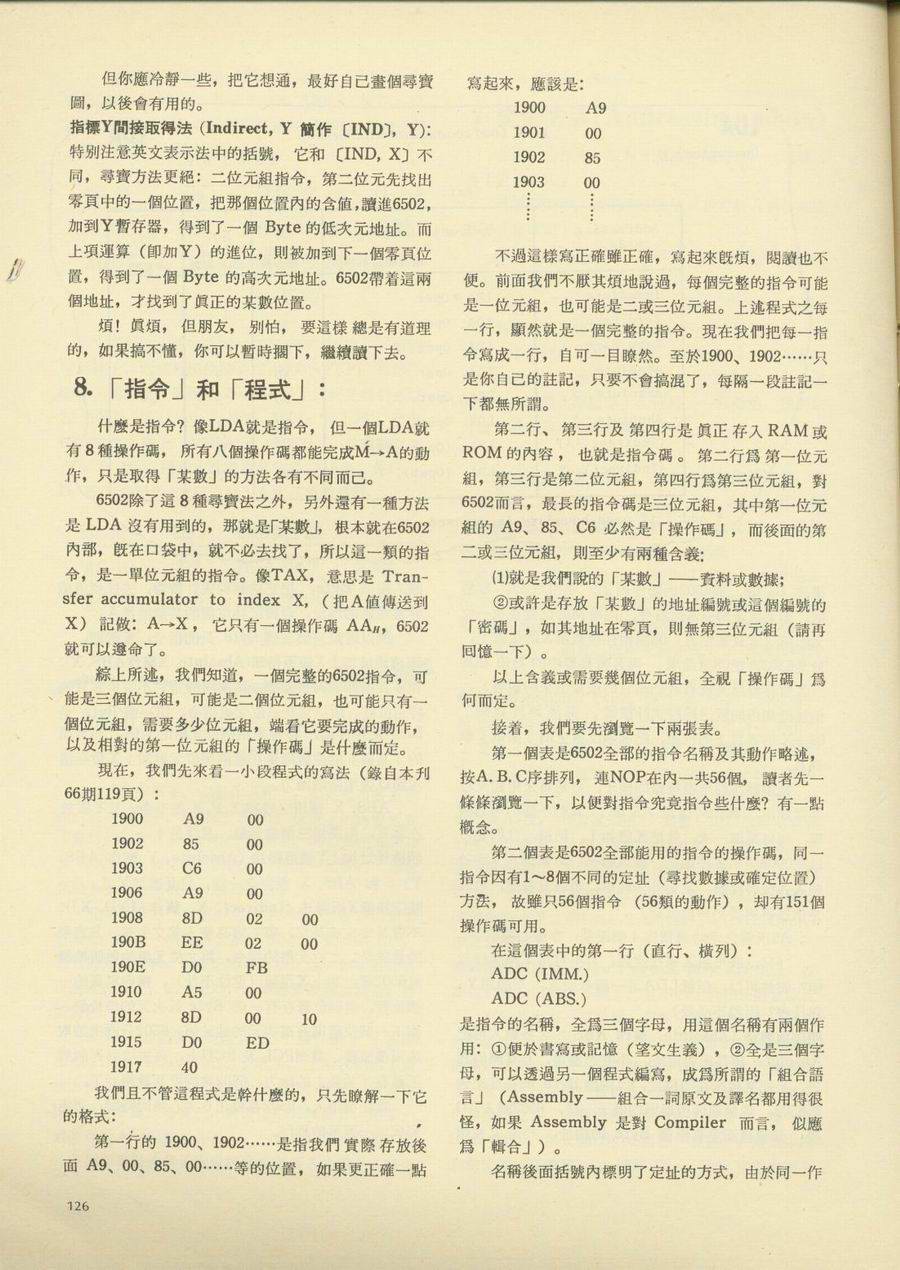 但你應冷靜一些，把它想通，最好自己畫個尋寶
圖，以後會有用的。
指標Y間接取得法 (Indirect, Y 簡作〔IND〕, Y):
特別注意英文表示法中的括號， 它和〔IND, X〕不
同，尋寶方法更絕：二位元組指令，第二位元先找出
零頁中的一個位置，把那個位置內的含値,讀進6502，
加到Y暫存器，得到了一個 Byte 的低次元地址。而
上項運算（卽加Y）的進位，則被加到下一個零頁位
置，得到了一個 Byte 的高次元地址。6502帶着這兩
個地址，才找到了眞正的某數位置。
煩！眞煩， 但朋友， 別怕， 要這樣 總是有道理
的，如果搞不懂，你可以暫時擱下，繼續讀下去。
8.「指令」和「程式」：
什麼是指令？像LDA就是指令， 但一個LDA就
有 8 種操作碼， 所有八個操作碼都能完成M→A的動
作，只是取得「某數」的方法各有不同而已。
6502除了這 8 種尋寶法之外，另外還有一種方法
是 LDA 沒有用到的，那就是「某數」，根本就在6502
內部，旣在口袋中，就不必去找了，所以這一類的指
令，是一單位元組的指令。像TAX，意思是 Tran-
sfer accumulator to index X,（把A値傳送到
X） 記做：A→X， 它只有一個操作碼 AAH，6502
就可以遵命了。
綜上所述，我們知道，一個完整的6502指令，可
能是三個位元組，可能是二個位元組，也可能只有一
個位元組，需要多少位元組，端看它要完成的動作，
以及相對的第一位元組的「操作碼」是什麼而定。
現在，我們先來看一小段程式的寫法（錄自本刋
66期119頁）：
1900 A9 00
1902 85 00
1903 C6 00
1906 A9 00
1908 8D 02 00
190B EE 02 00
190E D0 FB
1910 A5 00
1912 8D 00 10
1915 D0 ED
1917 40
我們且不管這程式是幹什麼的，只先瞭解一下它
的格式：
第一行的 1900、1902……是指我們 實際 存放後
面 A9、00、85、00……等的位置， 如果更正確一點
寫起來，應該是：
1900 A9
1901 00
1902 85
1903 00
⋮ ⋮
不過這樣寫正確雖正確，寫起來旣煩，閱讀也不
便。前面我們不厭其煩地說過，每個完整的指令可能
是一位元組，也可能是二或三位元組。上述程式之每
一行，顯然就是一個完整的指令。現在我們把每一指
令寫成一行，自可一目瞭然。至於1900、1902……只
是你自己的註記，只要不會搞混了，每隔一段註記一
下都無所謂。
第二行、 第三行及 第四行是 眞正 存入 RAM 或
ROM 的內容， 也就是指令碼 。 第二行爲 第一位元
組，第三行是第二位元組，第四行爲第三位元組，對
6502而言，最長的指令碼是三位元組，其中第一位元
組的 A9、 85、 C6 必然是「操作碼」，而後面的第
二或三位元組，則至少有兩種含義：
⑴就是我們說的「某數」——資料或數據；
②或許是存放「某數」的地址編號或這個編號的
「密碼」，如其地址在零頁，則無第三位元組（請再
囘憶一下）。
以上含義或需要幾個位元組，全視「操作碼」爲
何而定。
接着，我們要先瀏覽一下兩張表。
第一個表是6502全部的指令名稱及其動作略述，
按A. B. C序排列， 連NOP在內一共56個， 讀者先一
條條瀏覽一下，以便對指令究竟指令些什麼？有一點
槪念。
第二個表是6502全部能用的指令的操作碼，同一
指令因有1～8個不同的定址（尋找數據或確定位置）
方法， 故雖只56個指令 （56類的動作），却有151個
操作碼可用。
在這個表中的第一行（直行、橫列）：
ADC (IMM.)
ADC (ABS.)
是指令的名稱，全爲三個字母，用這個名稱有兩個作
用：①便於書寫或記憶（望文生義），②全是三個字
母，可以透過另一個程式編寫，成爲所謂的「組合語
言」（Assembly——組合一詞原文及譯名都用得很
怪，如果 Assembly 是對 Compiler 而言， 似應
爲「輯合」）。
名稱後面括號內標明了定址的方式，由於同一作
126